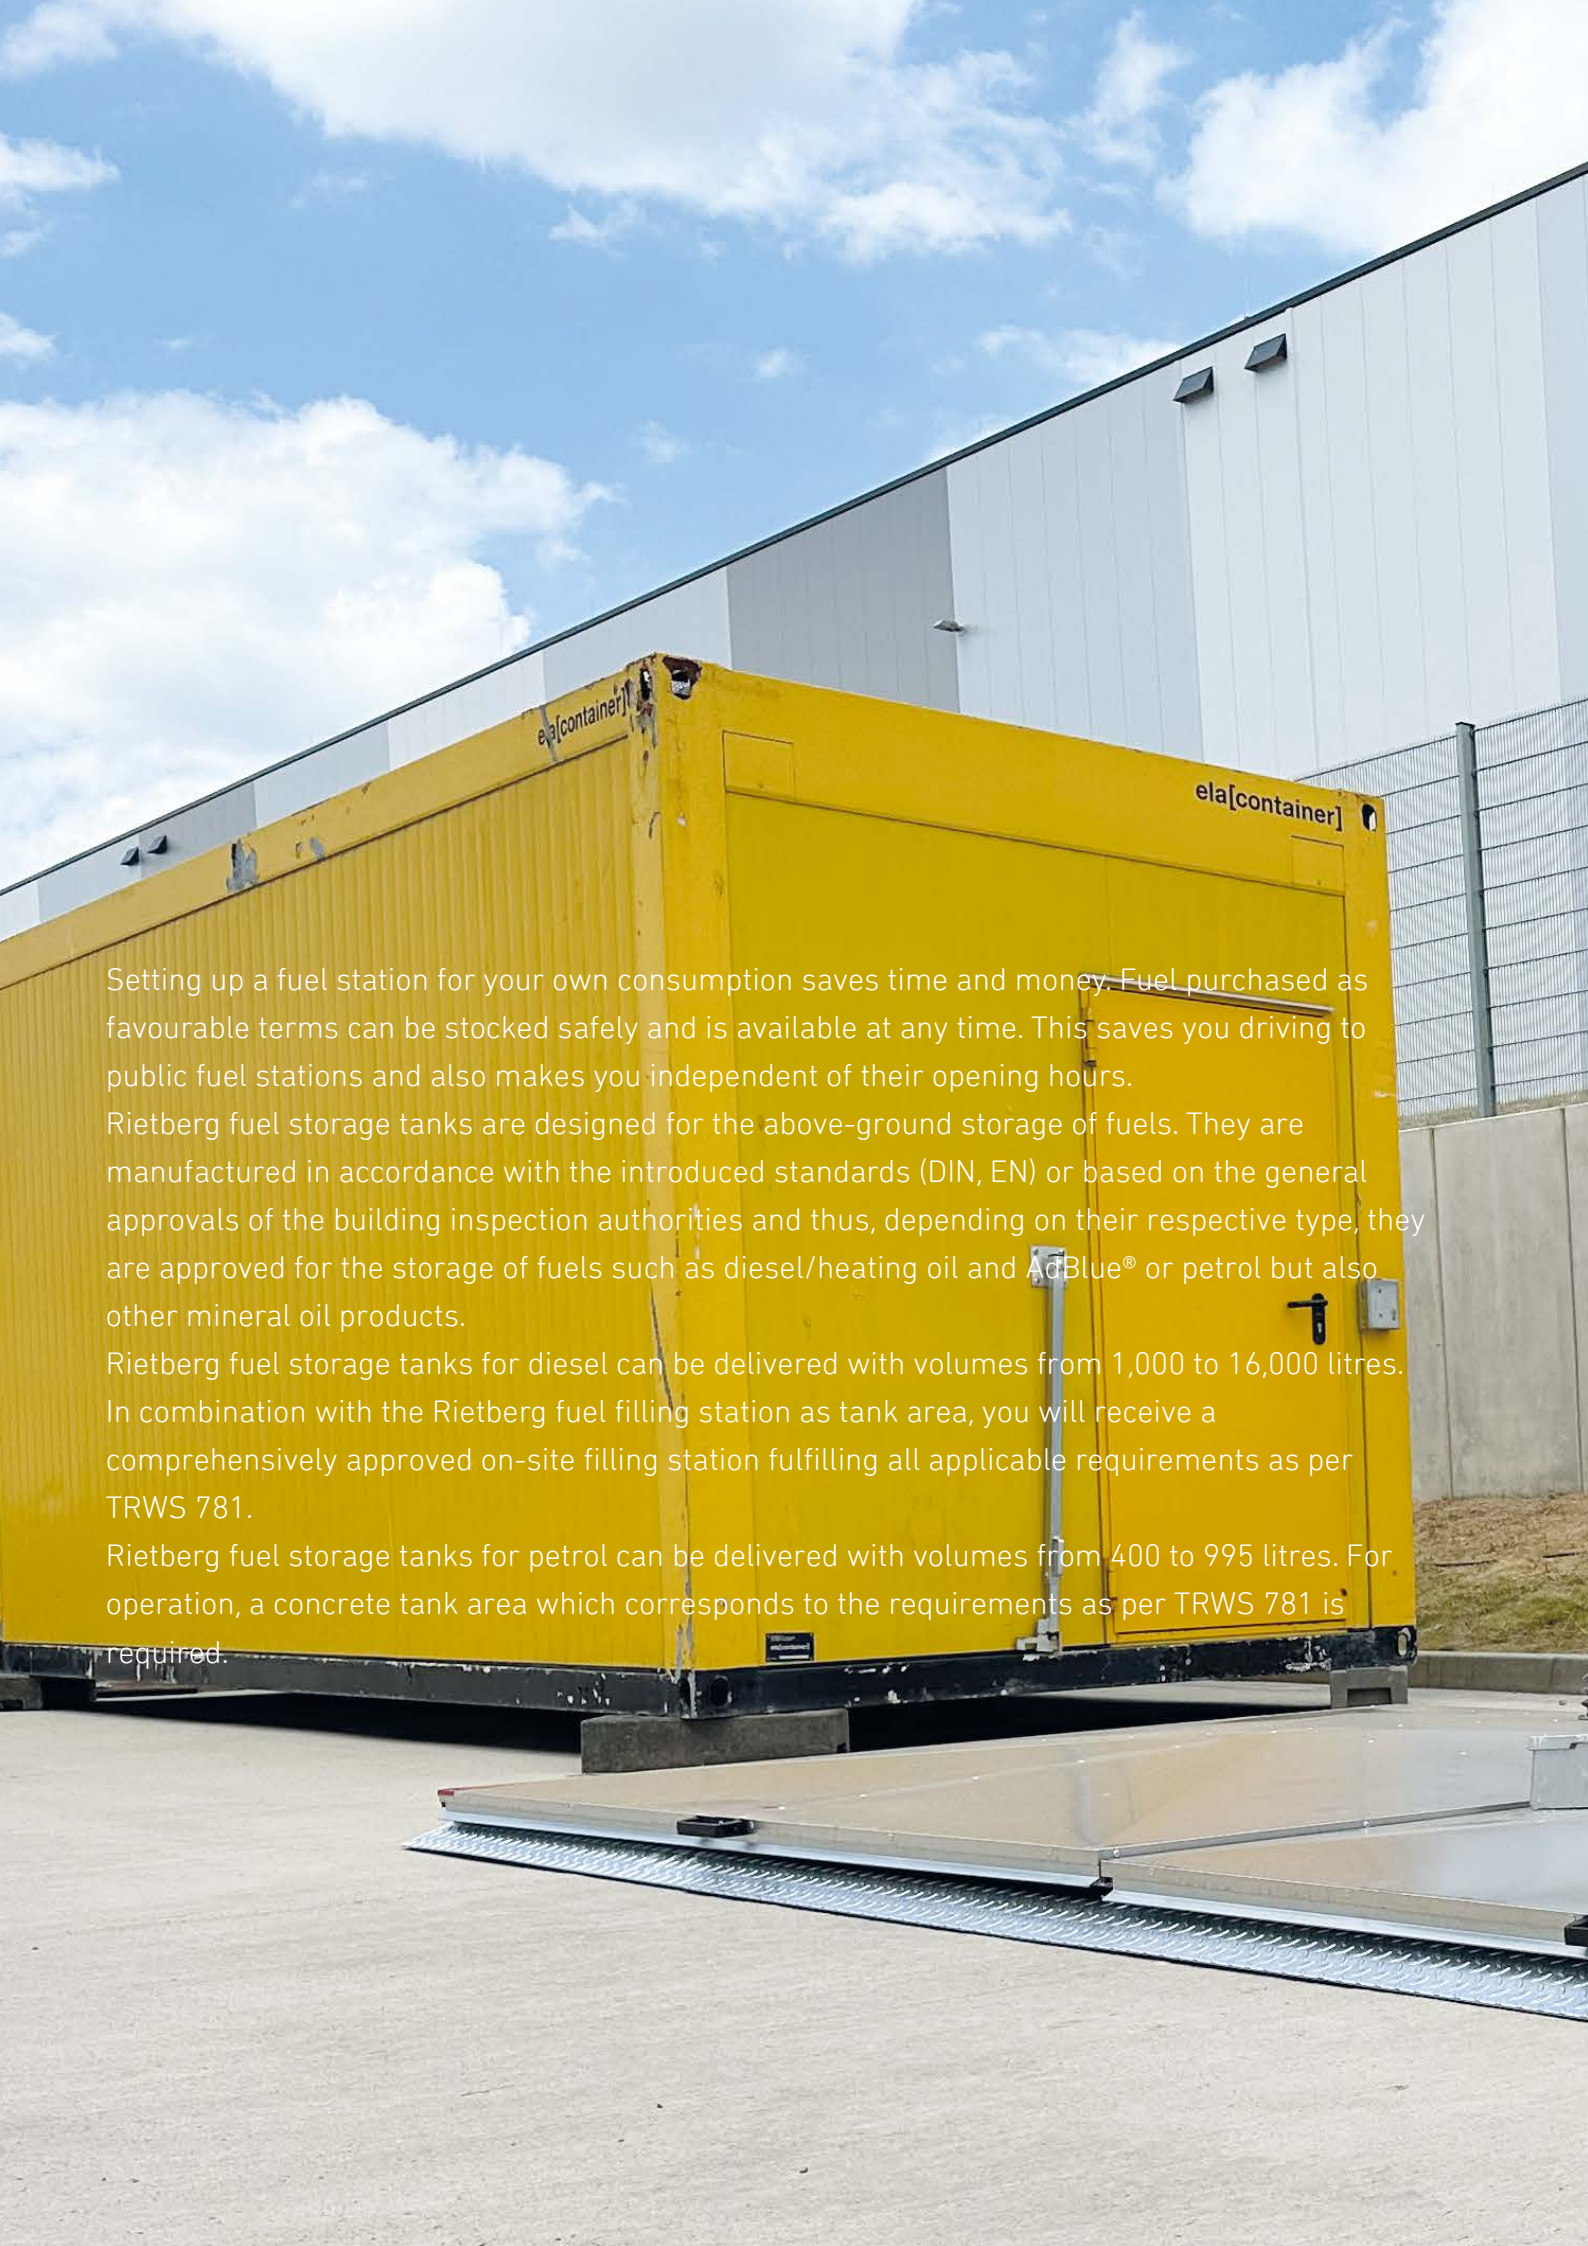 ela[container]
ela[container]
Setting up a fuel station for your own consumption saves time and money. Fuel purchased as
favourable terms can be stocked safely and is available at any time. This saves you driving to
public fuel stations and also makes you independent of their opening hours.
Rietberg fuel storage tanks are designed for the above-ground storage of fuels. They are
manufactured in accordance with the introduced standards (DIN, EN) or based on the general
approvals of the building inspection authorities and thus, depending on their respective type, they
are approved for the storage of fuels such as diesel/heating oil and AdBlue® or petrol but also
other mineral oil products.
Rietberg fuel storage tanks for diesel can be delivered with volumes from 1,000 to 16,000 litres.
In combination with the Rietberg fuel filling station as tank area, you will receive a
comprehensively approved on-site filling station fulfilling all applicable requirements as per
TRWS 781.
Rietberg fuel storage tanks for petrol can be delivered with volumes from 400 to 995 litres. For
operation, a concrete tank area which corresponds to the requirements as per TRWS 781 is
required.